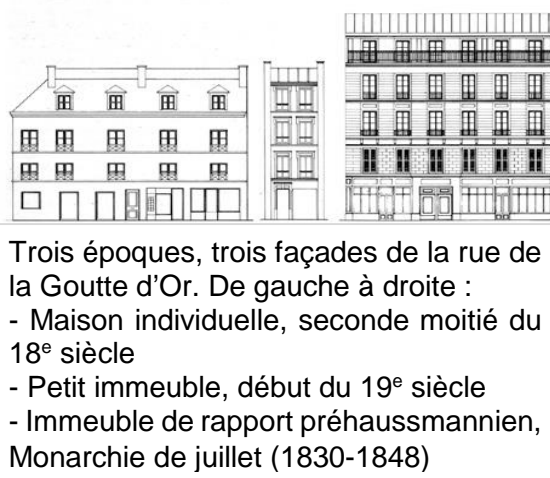 Trois époques, trois façades de la rue de
la Goutte d’Or. De gauche à droite :
- Maison individuelle, seconde moitié du
18e siècle
- Petit immeuble, début du 19e siècle
- Immeuble de rapport préhaussmannien,
Monarchie de juillet (1830-1848)